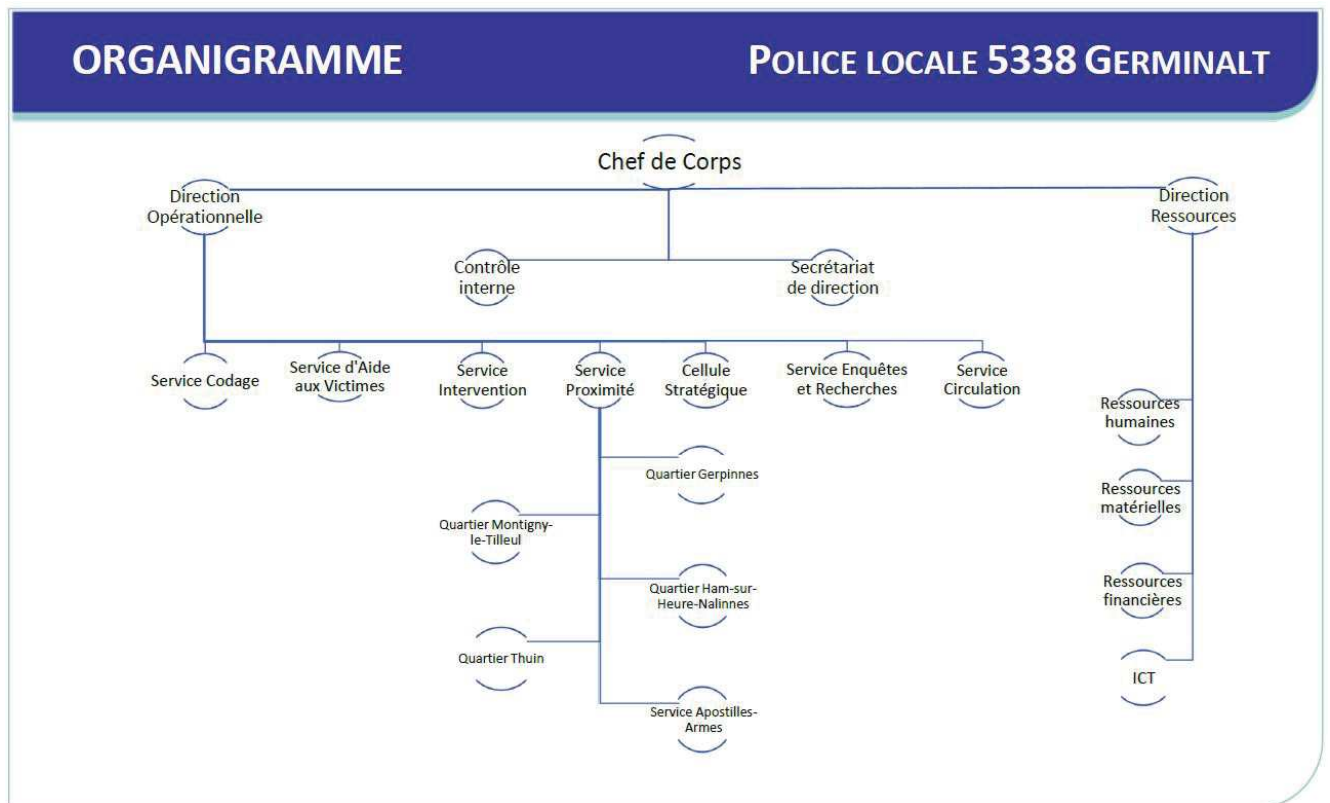 ORGANIGRAMME
POLICE LOCALE 5338 GERMINALT
Chef de Corps
Direction
Opérationnelle
Direction
Ressources
Contrôle
interne
Secrétariat
de direction
Service Codage
Service d'Aide
aux Victimes
Service
Intervention
Service
Proximité
Cellule
Stratégique
Service Enquêtes
et Recherches
Service
Circulation
Ressources
humaines
Quartier Gerpinnes
Ressources
matérielles
Quartier Montigny-
le-Tilleul
Quartier Ham-sur-
Heure-Nalinnes
Ressources
financières
Quartier Thuin
ICT
Service Apostilles-
Armes